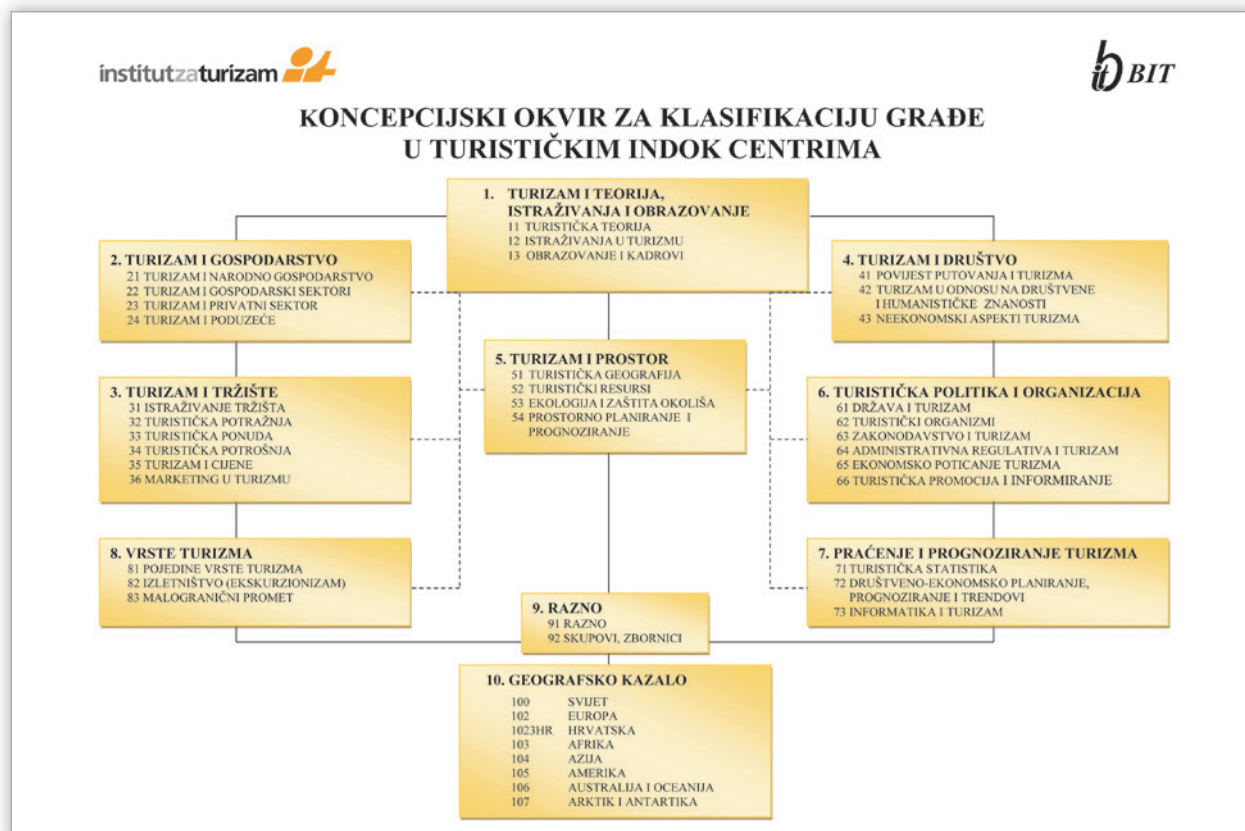 institutzaturizam
bit BIT
KONCEPCIJSKI OKVIR ZA KLASIFIKACIJU GRAĐE
U TURISTIČKIM INDOK CENTRIMA
1. TURIZAM I TEORIJA,
ISTRAŽIVANJA I OBRAZOVANJE
11 TURISTIČKA TEORIJA
12 ISTRAŽIVANJA U TURIZMU
13 OBRAZOVANJE I KADROVI
2. TURIZAM I GOSPODARSTVO
21 TURIZAM I NARODNO GOSPODARSTVO
22 TURIZAM I GOSPODARSKI SEKTORI
23 TURIZAM I PRIVATNI SEKTOR
24 TURIZAM I PODUZEĆE
4. TURIZAM I DRUŠTVO
41 POVIJEST PUTOVANJA I TURIZMA
42 TURIZAM U ODNOSU NA DRUŠTVENE
I HUMANISTIČKE ZNANOSTI
43 NEEKONOMSKI ASPEKTI TURIZMA
5. TURIZAM I PROSTOR
51 TURISTIČKA GEOGRAFIJA
52 TURISTIČKI RESURSI
53 EKOLOGIJA I ZAŠTITA OKOLIŠA
54 PROSTORNO PLANIRANJE I
PROGNOZIRANJE
3. TURIZAM I TRŽIŠTE
31 ISTRAŽIVANJE TRŽIŠTA
32 TURISTIČKA POTRAŽNJA
33 TURISTIČKA PONUDA
34 TURISTIČKA POTROŠNJA
35 TURIZAM I CIJENE
36 MARKETING U TURIZMU
6. TURISTIČKA POLITIKA I ORGANIZACIJA
61 DRŽAVA I TURIZAM
62 TURISTIČKI ORGANIZMI
63 ZAKONODAVSTVO I TURIZAM
64 ADMINISTRATIVNA REGULATIVA I TURIZAM
65 EKONOMSKO POTICANJE TURIZMA
66 TURISTIČKA PROMOCIJA I INFORMIRANJE
8. VRSTE TURIZMA
81 POJEDINE VRSTE TURIZMA
82 IZLETNIŠTVO (EKSKURZIONIZAM)
83 MALOGRANIČNI PROMET
7. PRAĆENJE I PROGNOZIRANJE TURIZMA
71 TURISTIČKA STATISTIKA
72 DRUŠTVENO-EKONOMSKO PLANIRANJE,
PROGNOZIRANJE I TRENDOVI
73 INFORMATIKA I TURIZAM
9. RAZNO
91 RAZNO
92 SKUPOVI, ZBORNICI
10. GEOGRAFSKO KAZALO
100 SVIJET
102 EUROPA
1023HR HRVATSKA
103 AFRIKA
104 AZIJA
105 AMERIKA
106 AUSTRALIJA I OCEANIJA
107 ARKTIK I ANTARTIKA